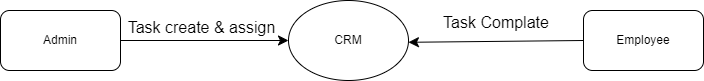 Admin
Task create & assign
CRM
Task Complate
Employee